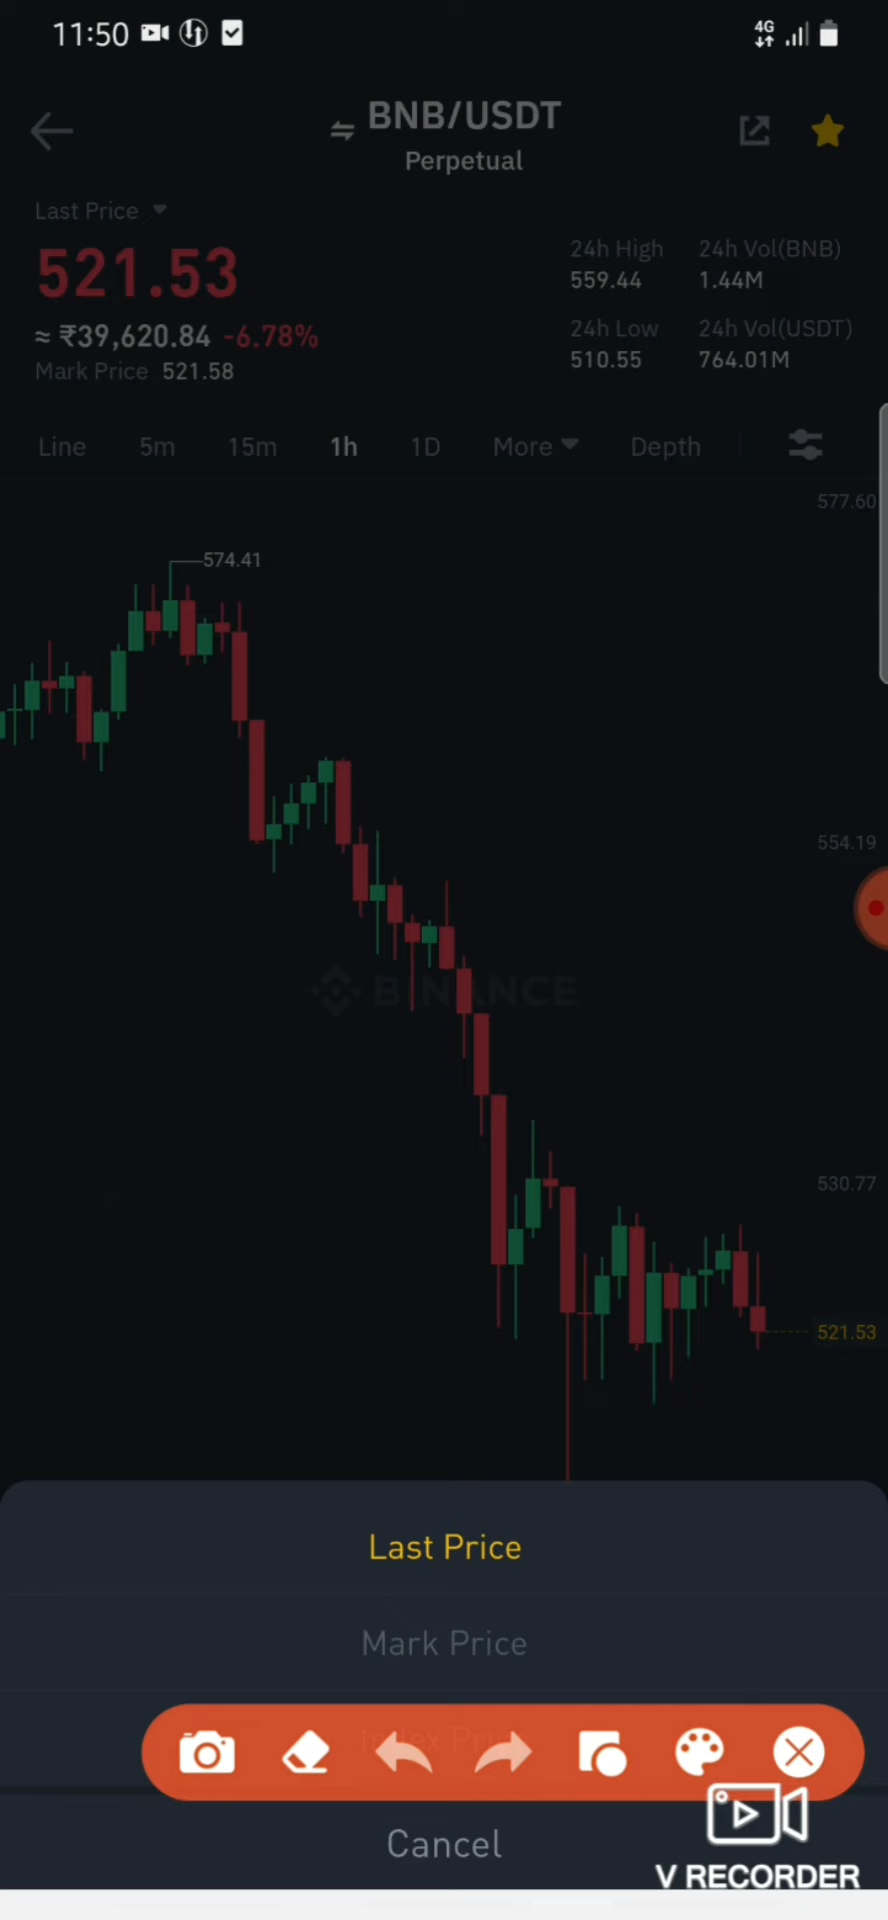 11:50 4G
BNB/USDT
Perpetual
Last Price
521.53
≈ ₹39,620.84 -6.78%
Mark Price 521.58
24h High 24h Vol(BNB)
559.44 1.44M
24h Low 24h Vol(USDT)
510.55 764.01M
Line 5m 15m 1h 1D More Depth
577.60
574.41
554.19
BINANCE
530.77
521.53
Last Price
Mark Price
Index Price
Cancel
V RECORDER